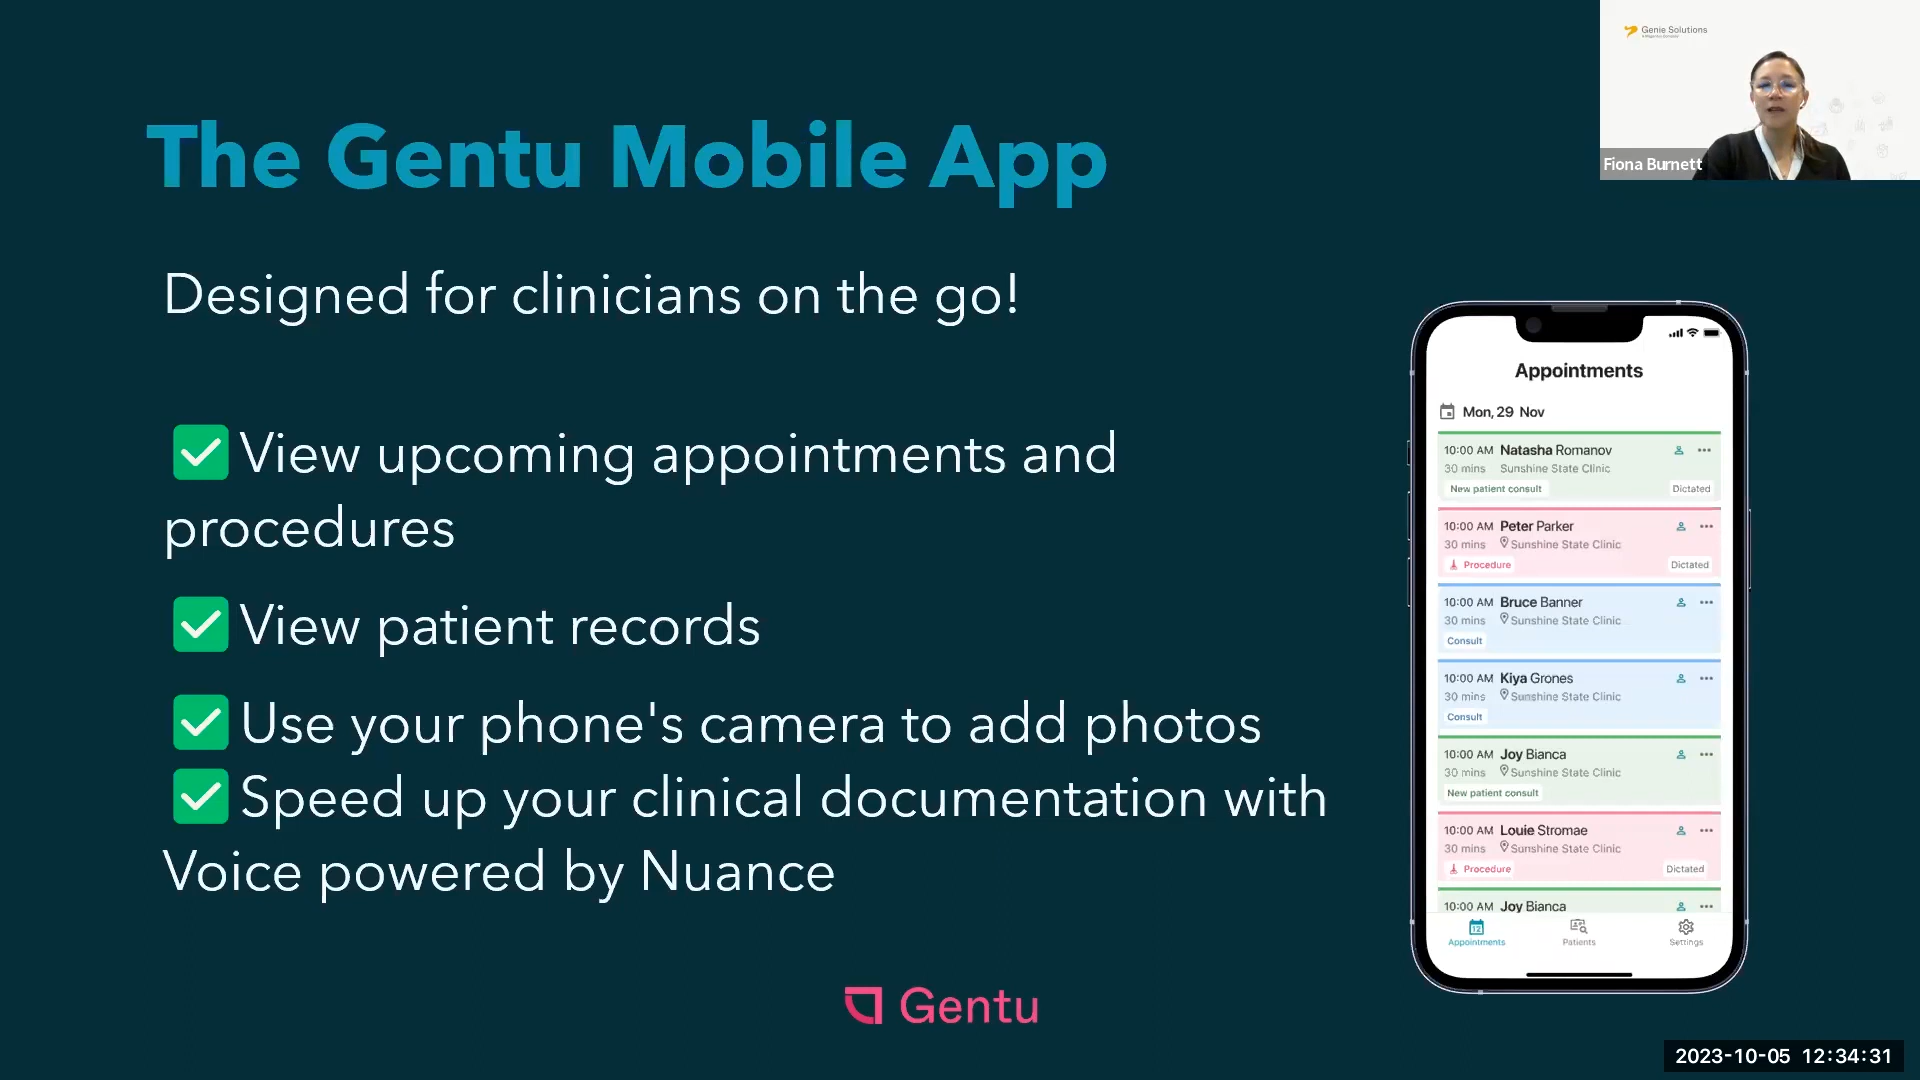 Genie Solutions
Fiona Burnett
The Gentu Mobile App
Designed for clinicians on the go!
View upcoming appointments and
procedures
View patient records
Use your phone's camera to add photos
Speed up your clinical documentation with
Voice powered by Nuance
Appointments
Mon, 29 Nov
10:00 AM Natasha Romanov
30 mins Sunshine State Clinic
New patient consult Dictated
10:00 AM Peter Parker
30 mins Sunshine State Clinic
Procedure Dictated
10:00 AM Bruce Banner
30 mins Sunshine State Clinic
Consult
10:00 AM Kiya Grones
30 mins Sunshine State Clinic
Consult
10:00 AM Joy Bianca
30 mins Sunshine State Clinic
New patient consult
10:00 AM Louie Stromae
30 mins Sunshine State Clinic
Procedure Dictated
10:00 AM Joy Bianca
12
Appointments Patients Settings
Gentu
2023-10-05 12:34:31